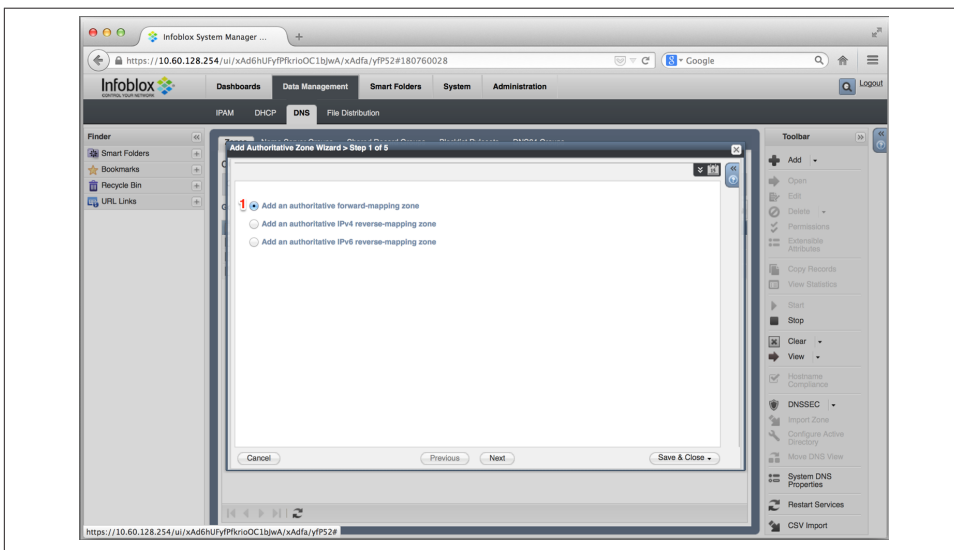 Infoblox System Manager ...
https://10.60.128.254/ui/xAd6hUFyfPfkrioOC1bJwA/xAdfa/yfP52#180760028
Google
Infoblox
CONTROL YOUR NETWORK
Dashboards
Data Management
Smart Folders
System
Administration
Logout
IPAM
DHCP
DNS
File Distribution
Finder
Smart Folders
Bookmarks
Recycle Bin
URL Links
Add Authoritative Zone Wizard > Step 1 of 5
1
Add an authoritative forward-mapping zone
Add an authoritative IPv4 reverse-mapping zone
Add an authoritative IPv6 reverse-mapping zone
Cancel
Previous
Next
Save & Close
Toolbar
Add
Open
Edit
Delete
Permissions
Extensible
Attributes
Copy Records
View Statistics
Start
Stop
Clear
View
Hostname
Compliance
DNSSEC
Import Zone
Configure Active
Directory
Move DNS View
System DNS
Properties
Restart Services
CSV Import
https://10.60.128.254/ui/xAd6hUFyfPfkrioOC1bJwA/xAdfa/yfP52#